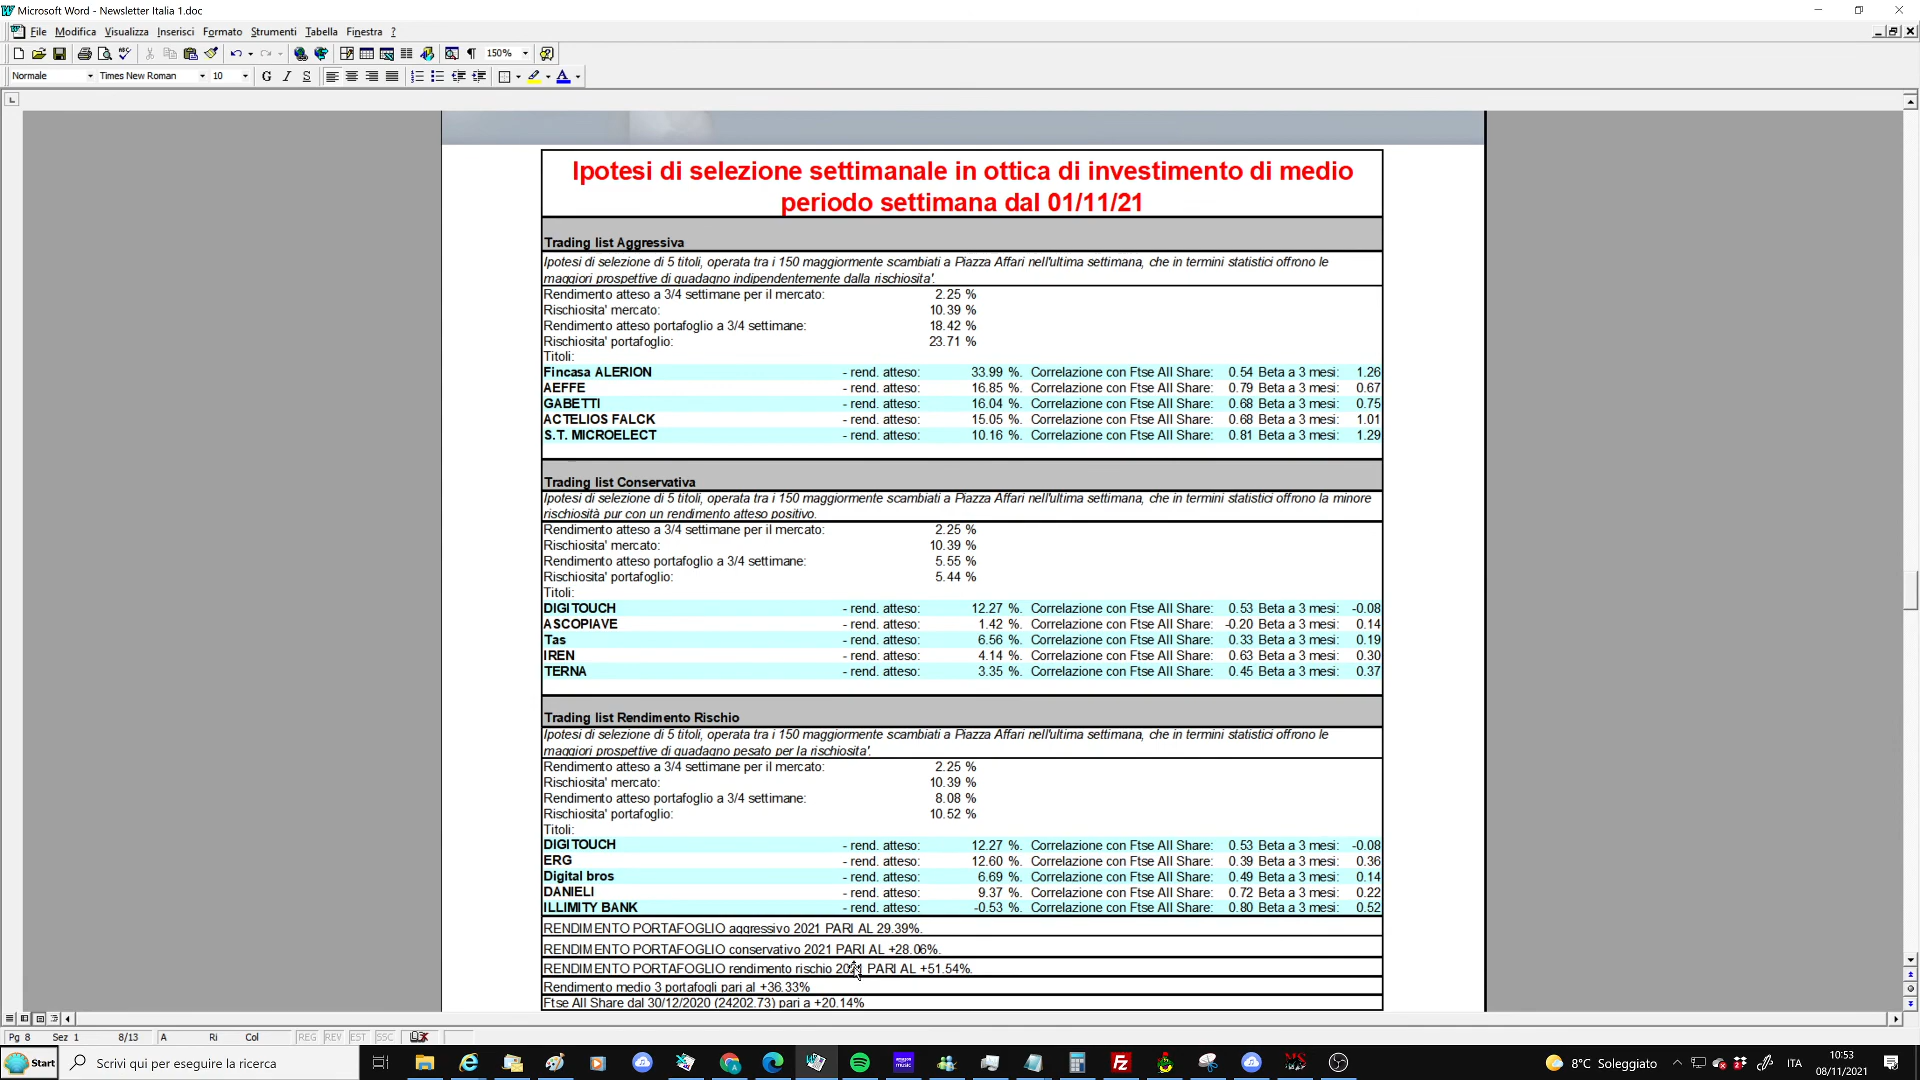 Microsoft Word - Newsletter Italia 1.doc
File Modifica Visualizza Inserisci Formato Strumenti Tabella Finestra ?
150%
Normale Times New Roman 10 G I S
Ipotesi di selezione settimanale in ottica di investimento di medio
periodo settimana dal 01/11/21
Trading list Aggressiva
Ipotesi di selezione di 5 titoli, operata tra i 150 maggiormente scambiati a Piazza Affari nell'ultima settimana, che in termini statistici offrono le
maggiori prospettive di guadagno indipendentemente dalla rischiosita'.
Rendimento atteso a 3/4 settimane per il mercato: 2.25 %
Rischiosita' mercato: 10.39 %
Rendimento atteso portafoglio a 3/4 settimane: 18.42 %
Rischiosita' portafoglio: 23.71 %
Titoli:
Fincasa ALERION - rend. atteso: 33.99 %. Correlazione con Ftse All Share: 0.54 Beta a 3 mesi: 1.26
AEFFE - rend. atteso: 16.85 %. Correlazione con Ftse All Share: 0.79 Beta a 3 mesi: 0.67
GABETTI - rend. atteso: 16.04 %. Correlazione con Ftse All Share: 0.68 Beta a 3 mesi: 0.75
ACTELIOS FALCK - rend. atteso: 15.05 %. Correlazione con Ftse All Share: 0.68 Beta a 3 mesi: 1.01
S.T. MICROELECT - rend. atteso: 10.16 %. Correlazione con Ftse All Share: 0.81 Beta a 3 mesi: 1.29
Trading list Conservativa
Ipotesi di selezione di 5 titoli, operata tra i 150 maggiormente scambiati a Piazza Affari nell'ultima settimana, che in termini statistici offrono la minore
rischiosità pur con un rendimento atteso positivo.
Rendimento atteso a 3/4 settimane per il mercato: 2.25 %
Rischiosita' mercato: 10.39 %
Rendimento atteso portafoglio a 3/4 settimane: 5.55 %
Rischiosita' portafoglio: 5.44 %
Titoli:
DIGITOUCH - rend. atteso: 12.27 %. Correlazione con Ftse All Share: 0.53 Beta a 3 mesi: -0.08
ASCOPIAVE - rend. atteso: 1.42 %. Correlazione con Ftse All Share: -0.20 Beta a 3 mesi: 0.14
Tas - rend. atteso: 6.56 %. Correlazione con Ftse All Share: 0.33 Beta a 3 mesi: 0.19
IREN - rend. atteso: 4.14 %. Correlazione con Ftse All Share: 0.63 Beta a 3 mesi: 0.30
TERNA - rend. atteso: 3.35 %. Correlazione con Ftse All Share: 0.45 Beta a 3 mesi: 0.37
Trading list Rendimento Rischio
Ipotesi di selezione di 5 titoli, operata tra i 150 maggiormente scambiati a Piazza Affari nell'ultima settimana, che in termini statistici offrono le
maggiori prospettive di guadagno pesato per la rischiosita'.
Rendimento atteso a 3/4 settimane per il mercato: 2.25 %
Rischiosita' mercato: 10.39 %
Rendimento atteso portafoglio a 3/4 settimane: 8.08 %
Rischiosita' portafoglio: 10.52 %
Titoli:
DIGITOUCH - rend. atteso: 12.27 %. Correlazione con Ftse All Share: 0.53 Beta a 3 mesi: -0.08
ERG - rend. atteso: 12.60 %. Correlazione con Ftse All Share: 0.39 Beta a 3 mesi: 0.36
Digital bros - rend. atteso: 6.69 %. Correlazione con Ftse All Share: 0.49 Beta a 3 mesi: 0.14
DANIELI - rend. atteso: 9.37 %. Correlazione con Ftse All Share: 0.72 Beta a 3 mesi: 0.22
ILLIMITY BANK - rend. atteso: -0.53 %. Correlazione con Ftse All Share: 0.80 Beta a 3 mesi: 0.52
RENDIMENTO PORTAFOGLIO aggressivo 2021 PARI AL 29.39%.
RENDIMENTO PORTAFOGLIO conservativo 2021 PARI AL +28.06%.
RENDIMENTO PORTAFOGLIO rendimento rischio 2021 PARI AL +51.54%.
Rendimento medio 3 portafogli pari al +36.33%
Ftse All Share dal 30/12/2020 (24202.73) pari a +20.14%
Pg 8 Sez 1 8/13 A Ri Col REG REV EST SSC
Start Scrivi qui per eseguire la ricerca 8°C Soleggiato ITA 10:53
08/11/2021